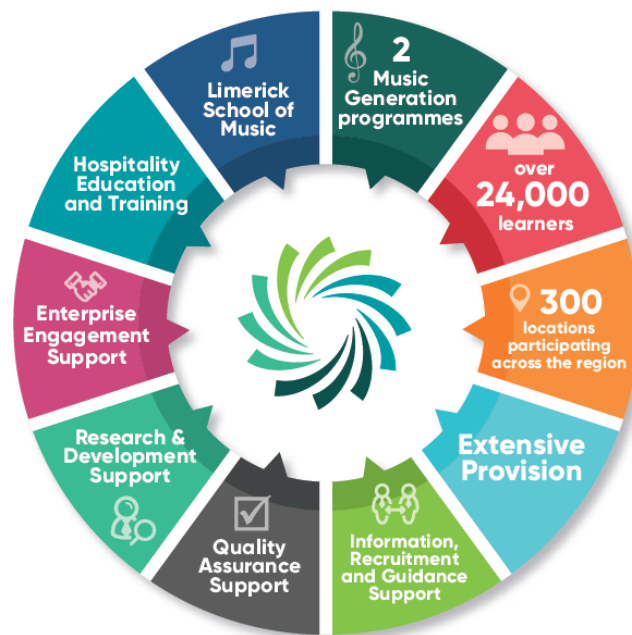 2
Music
Generation
programmes
over
24,000
learners
300
locations
participating
across the region
Extensive
Provision
Information,
Recruitment
and Guidance
Support
Quality
Assurance
Support
Research &
Development
Support
Enterprise
Engagement
Support
Hospitality
Education
and Training
Limerick
School of
Music